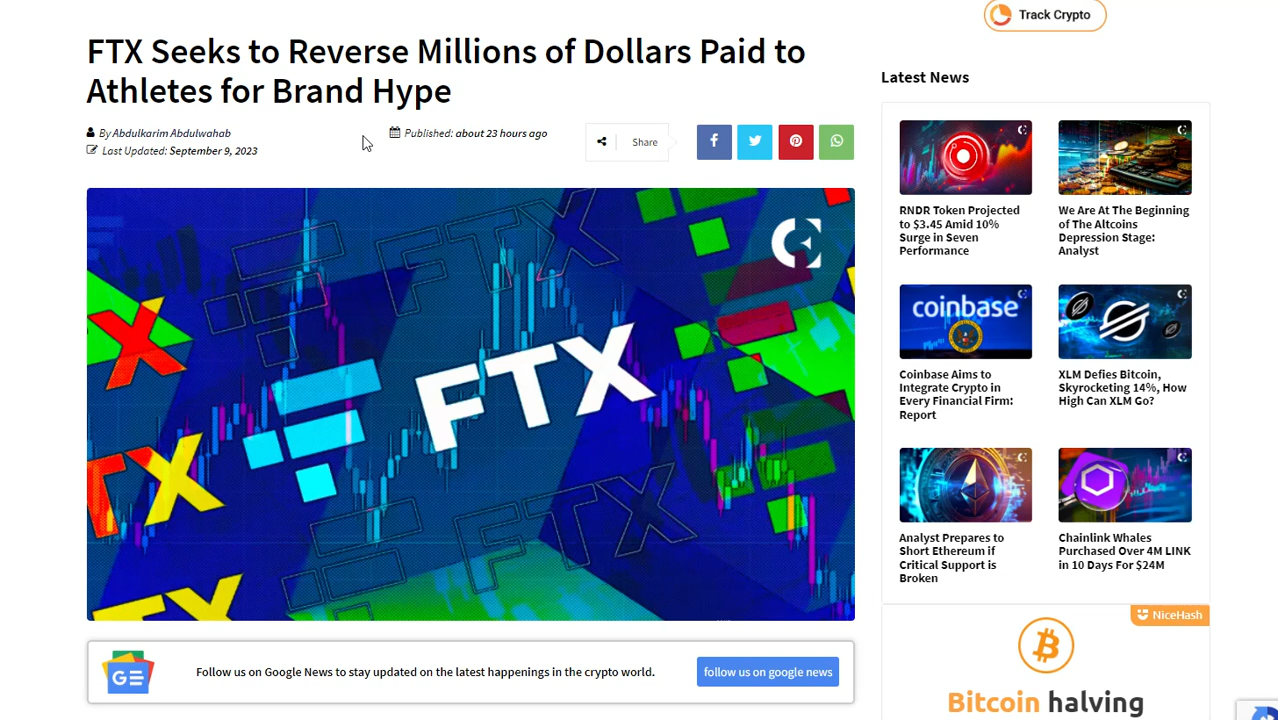 Track Crypto
FTX Seeks to Reverse Millions of Dollars Paid to
Athletes for Brand Hype
By Abdulkarim Abdulwahab
Published: about 23 hours ago
Last Updated: September 9, 2023
Share
FTX
FTX
FTX
X
TX
TX
Follow us on Google News to stay updated on the latest happenings in the crypto world.
follow us on google news
Latest News
RNDR Token Projected
to $3.45 Amid 10%
Surge in Seven
Performance
We Are At The Beginning
of The Altcoins
Depression Stage:
Analyst
coinbase
Coinbase Aims to
Integrate Crypto in
Every Financial Firm:
Report
XLM Defies Bitcoin,
Skyrocketing 14%, How
High Can XLM Go?
Analyst Prepares to
Short Ethereum if
Critical Support is
Broken
Chainlink Whales
Purchased Over 4M LINK
in 10 Days For $24M
NiceHash
Bitcoin halving